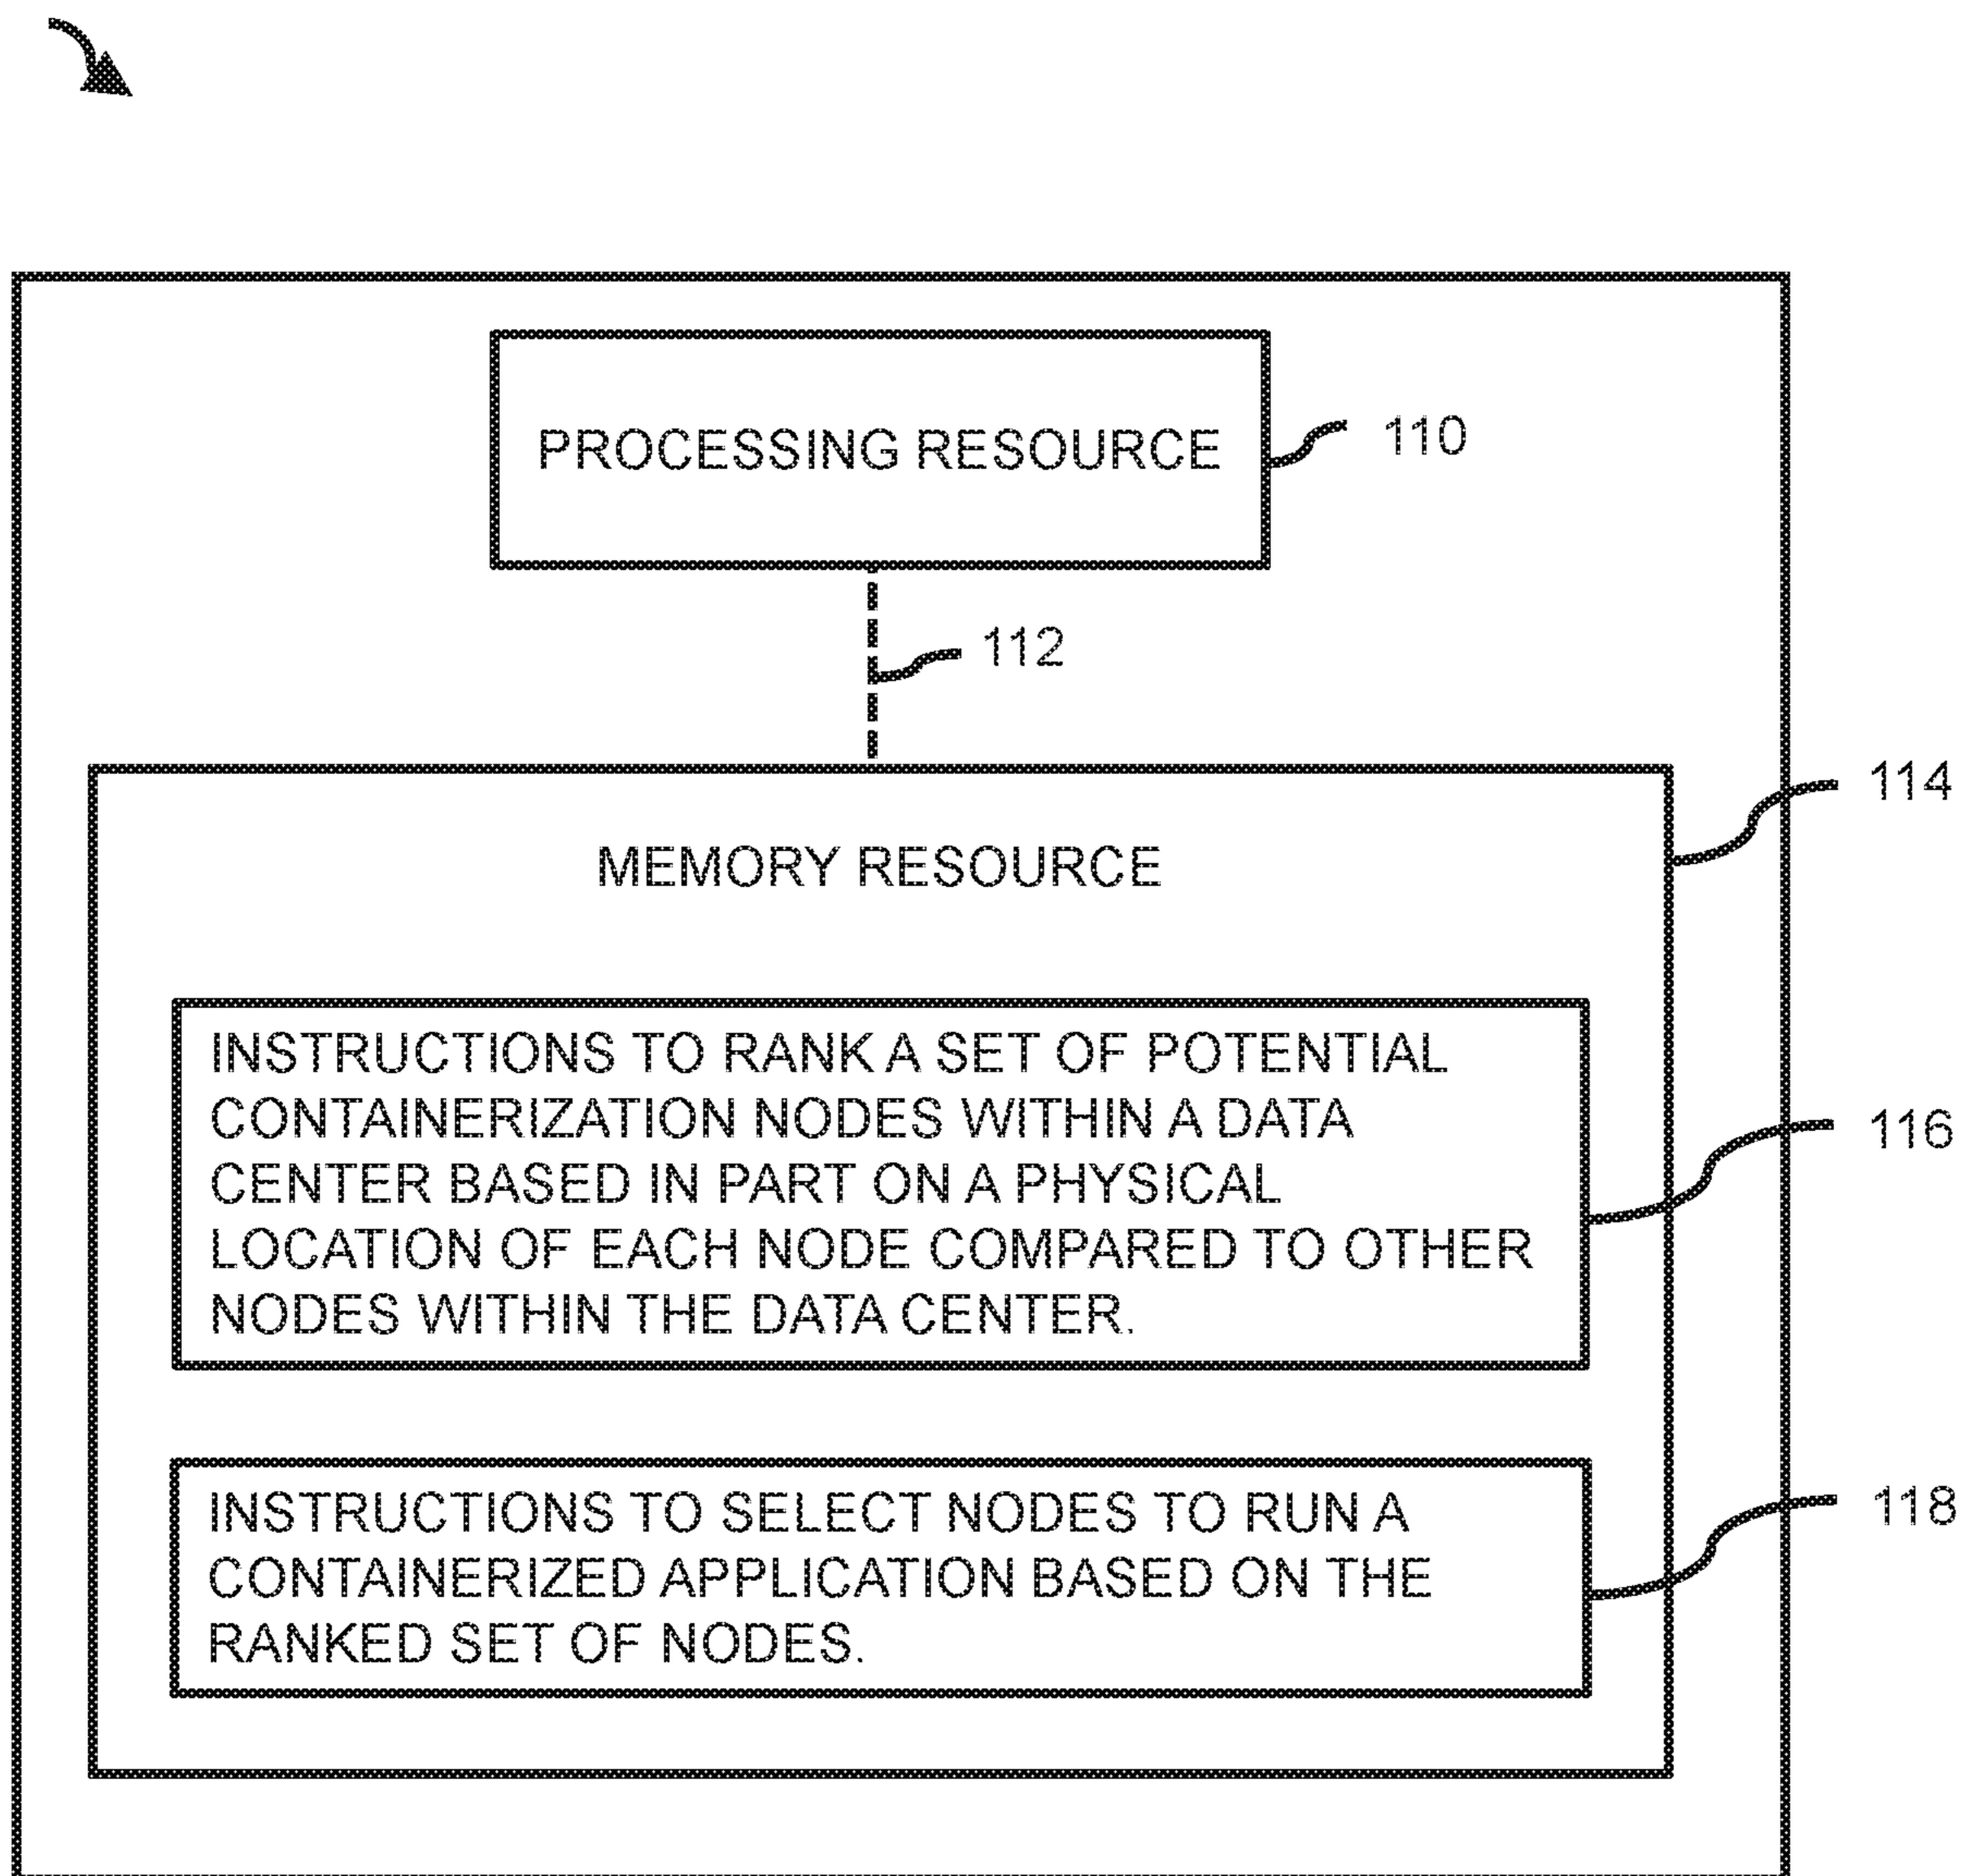 PROCESSING RESOURCE
110
112
114
MEMORY RESOURCE
INSTRUCTIONS TO RANK A SET OF POTENTIAL
CONTAINERIZATION NODES WITHIN A DATA
CENTER BASED IN PART ON A PHYSICAL
LOCATION OF EACH NODE COMPARED TO OTHER
NODES WITHIN THE DATA CENTER.
116
INSTRUCTIONS TO SELECT NODES TO RUN A
CONTAINERIZED APPLICATION BASED ON THE
RANKED SET OF NODES.
118